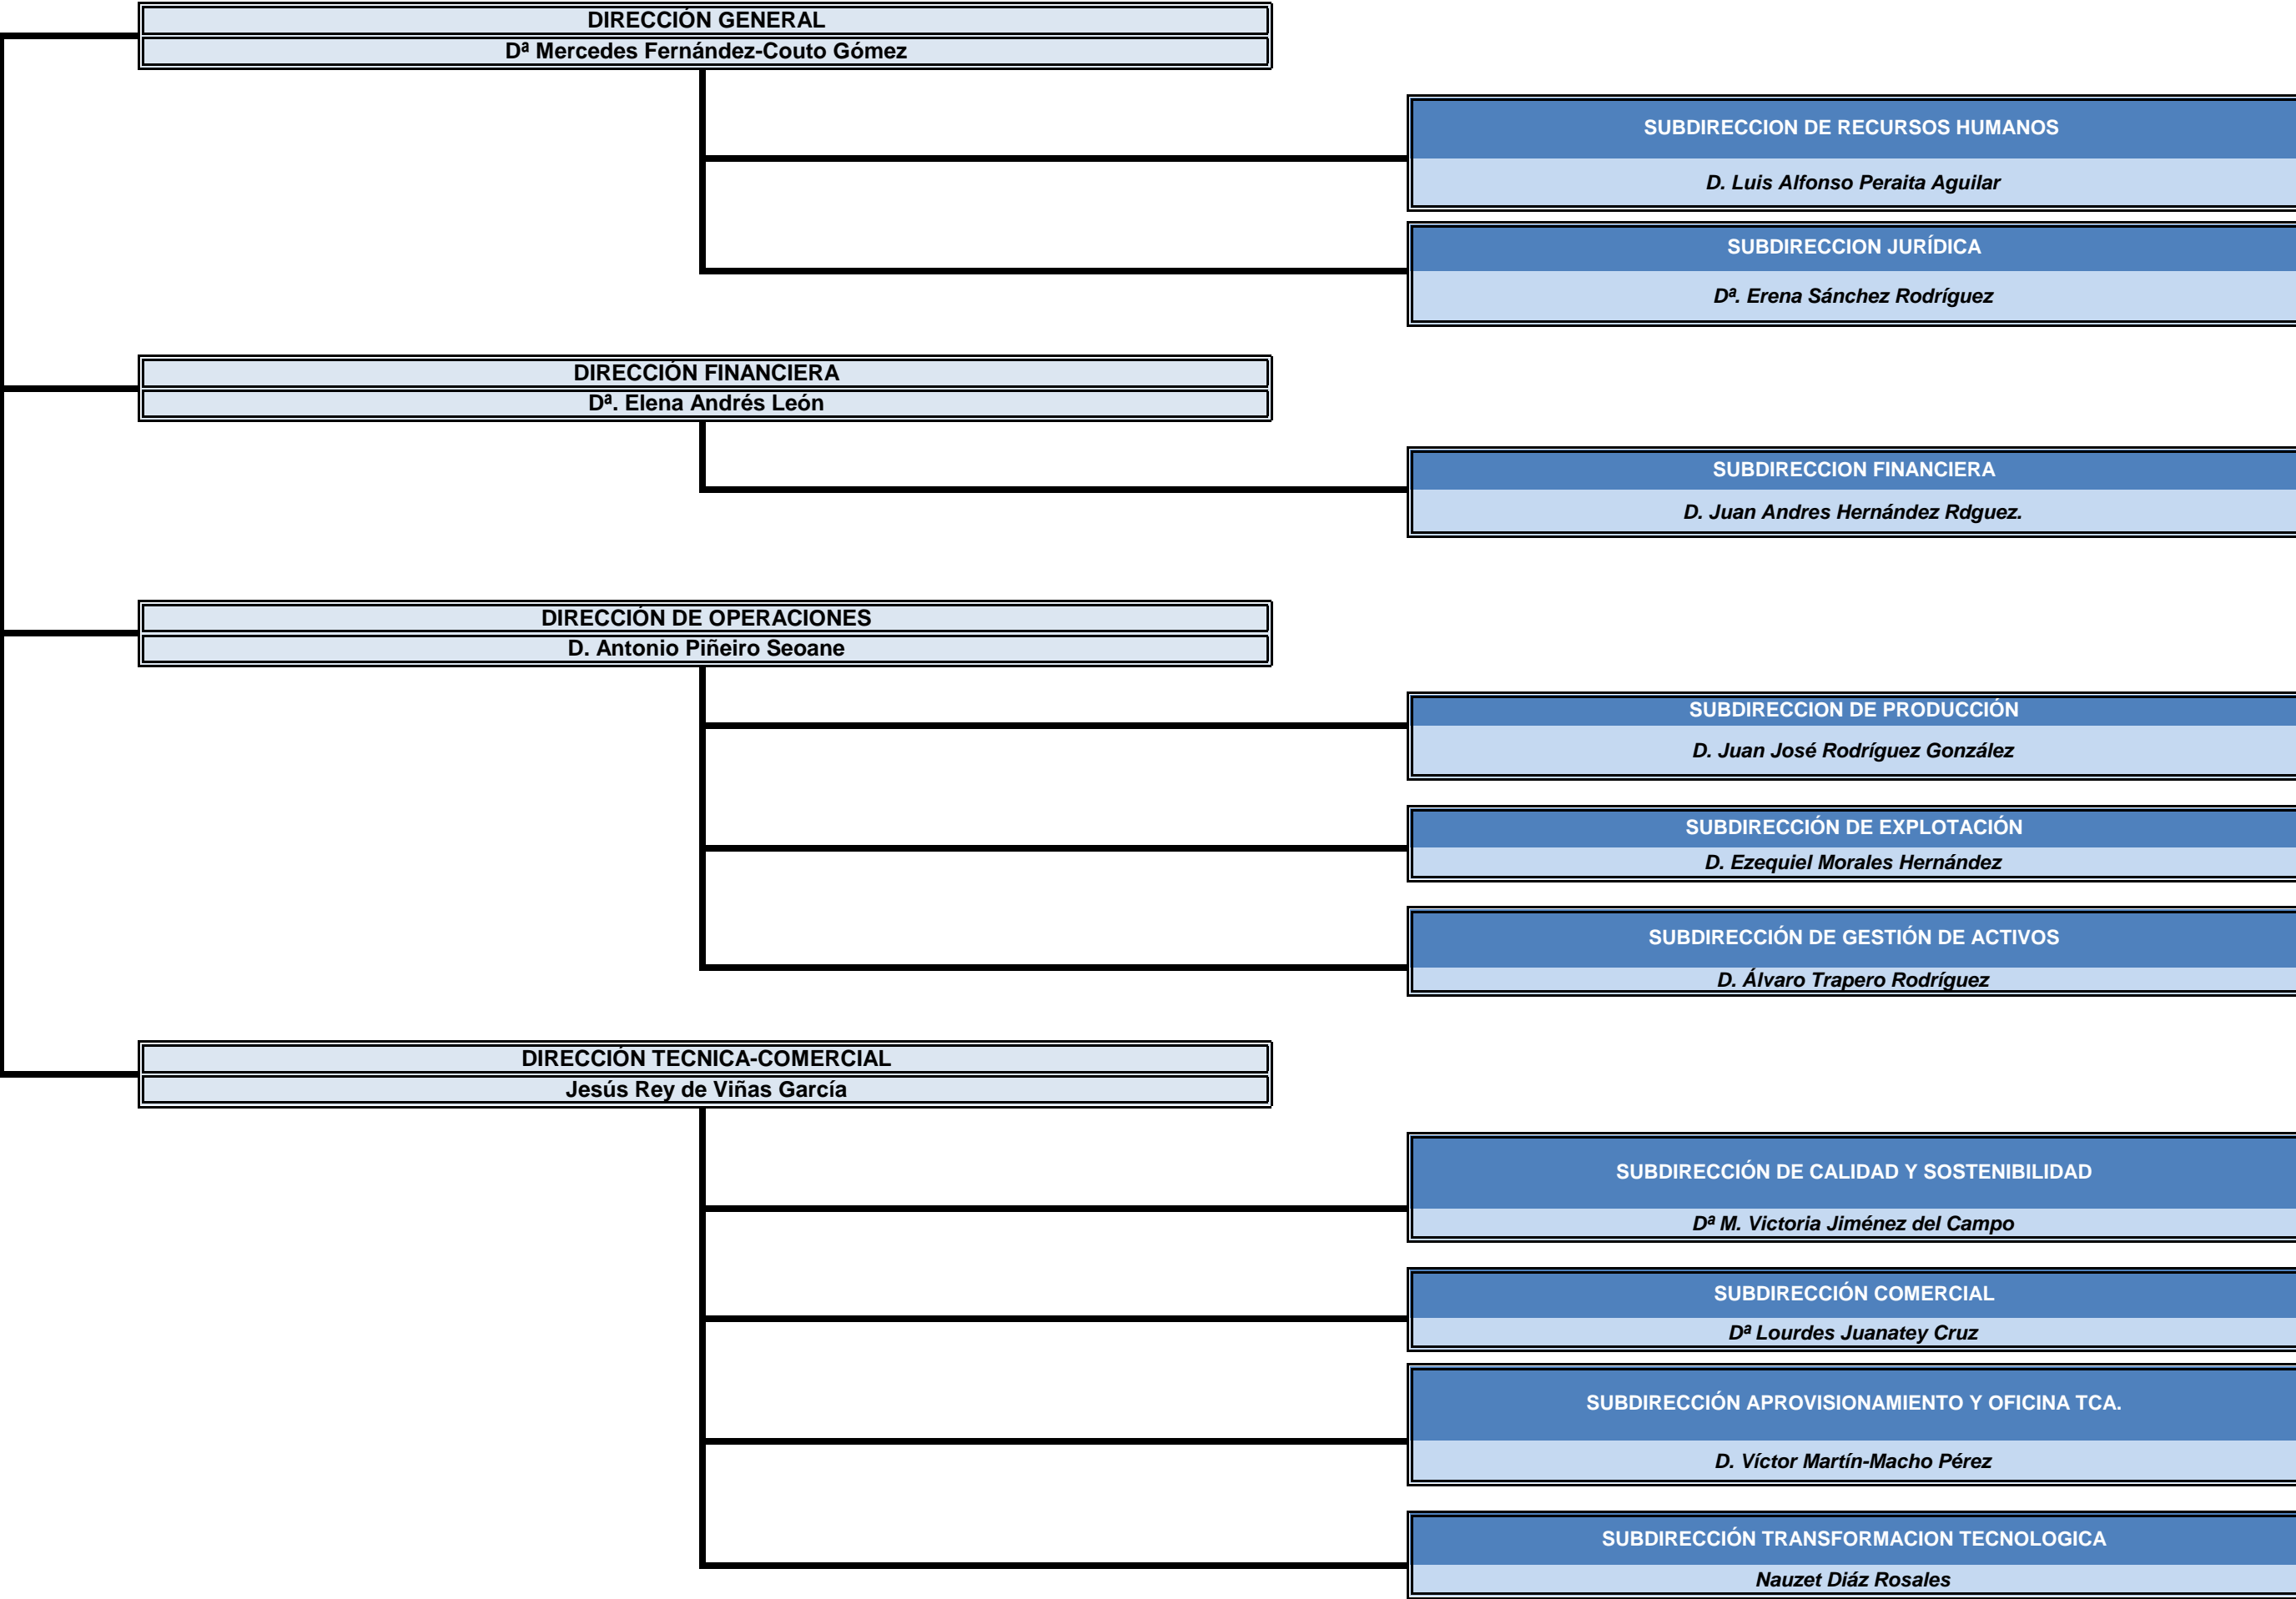 DIRECCIÓN GENERAL
Dª Mercedes Fernández-Couto Gómez
SUBDIRECCION DE RECURSOS HUMANOS
D. Luis Alfonso Peraita Aguilar
SUBDIRECCION JURÍDICA
Dª. Erena Sánchez Rodríguez
DIRECCIÓN FINANCIERA
Dª. Elena Andrés León
SUBDIRECCION FINANCIERA
D. Juan Andres Hernández Rdguez.
DIRECCIÓN DE OPERACIONES
D. Antonio Piñeiro Seoane
SUBDIRECCION DE PRODUCCIÓN
D. Juan José Rodríguez González
SUBDIRECCIÓN DE EXPLOTACIÓN
D. Ezequiel Morales Hernández
SUBDIRECCIÓN DE GESTIÓN DE ACTIVOS
D. Álvaro Trapero Rodríguez
DIRECCIÓN TECNICA-COMERCIAL
Jesús Rey de Viñas García
SUBDIRECCIÓN DE CALIDAD Y SOSTENIBILIDAD
Dª M. Victoria Jiménez del Campo
SUBDIRECCIÓN COMERCIAL
Dª Lourdes Juanatey Cruz
SUBDIRECCIÓN APROVISIONAMIENTO Y OFICINA TCA.
D. Víctor Martín-Macho Pérez
SUBDIRECCIÓN TRANSFORMACION TECNOLOGICA
Nauzet Diáz Rosales